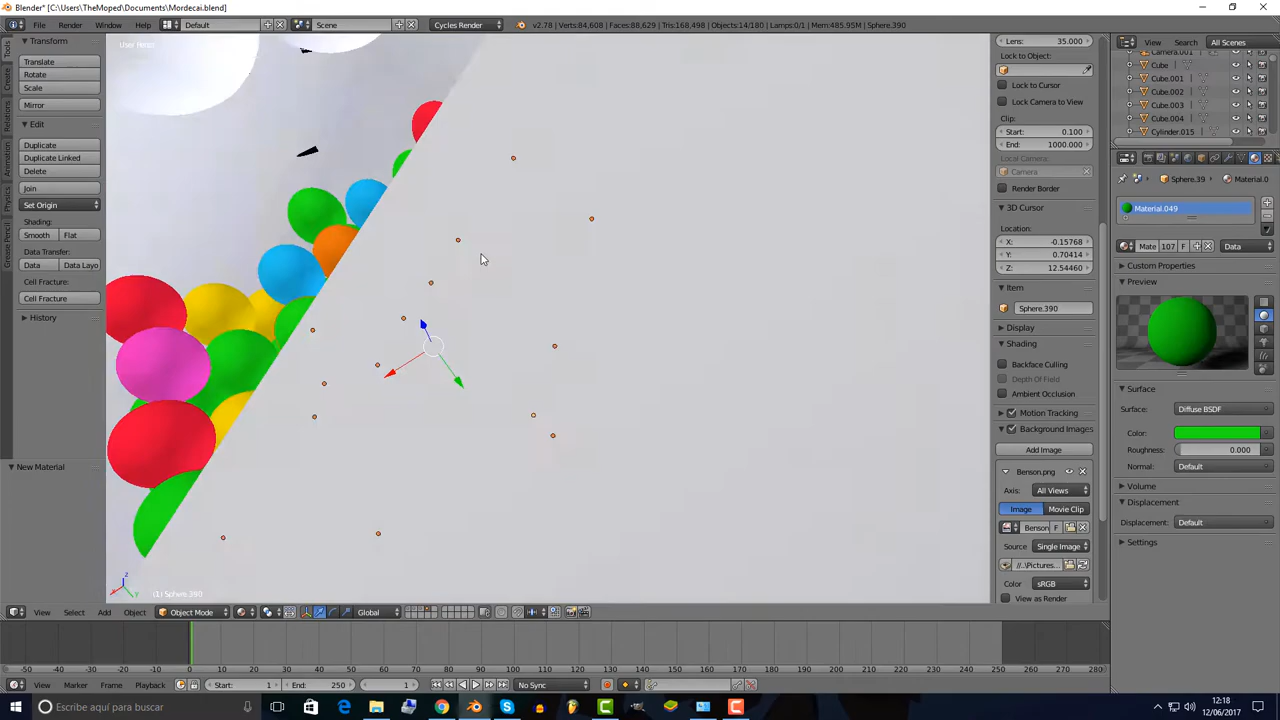 Blender* [C:\Users\TheMoped\Documents\Mordecai.blend]
File Render Window Help Default Scene Cycles Render v2.78 | Verts:84,608 | Faces:88,629 | Tris:168,498 | Objects:14/180 | Lamps:0/1 | Mem:485.95M | Sphere.390
View Search All Scenes
Transform
Translate
Rotate
Scale
Mirror
Edit
Duplicate
Duplicate Linked
Delete
Join
Set Origin
Shading:
Smooth Flat
Data Transfer:
Data Data Layo
Cell Fracture:
Cell Fracture
History
New Material
Tools
Create
Relations
Animation
Physics
Grease Pencil
User Persp
(1) Sphere.390
Lens: 35.000
Lock to Object:
Lock to Cursor
Lock Camera to View
Clip:
Start: 0.100
End: 1000.000
Local Camera:
Camera
Render Border
3D Cursor
Location:
X: -0.15768
Y: 0.70414
Z: 12.54460
Item
Sphere.390
Display
Shading
Backface Culling
Depth Of Field
Ambient Occlusion
Motion Tracking
Background Images
Add Image
Benson.png
Axis: All Views
Image Movie Clip
Benson F
Source Single Image
//..\Pictures...
Color sRGB
View as Render
Camera.001
Cube
Cube.001
Cube.002
Cube.003
Cube.004
Cylinder.015
Sphere.39 Material.0
Material.049
Mate 107 F Data
Custom Properties
Preview
Surface
Surface: Diffuse BSDF
Color:
Roughness: 0.000
Normal: Default
Volume
Displacement
Displacement: Default
Settings
View Select Add Object Object Mode Global
-50 -40 -30 -20 -10 0 10 20 30 40 50 60 70 80 90 100 110 120 130 140 150 160 170 180 190 200 210 220 230 240 250 260 270 280
View Marker Frame Playback Start: 1 End: 250 1 No Sync
Escribe aquí para buscar
12:18
12/06/2017